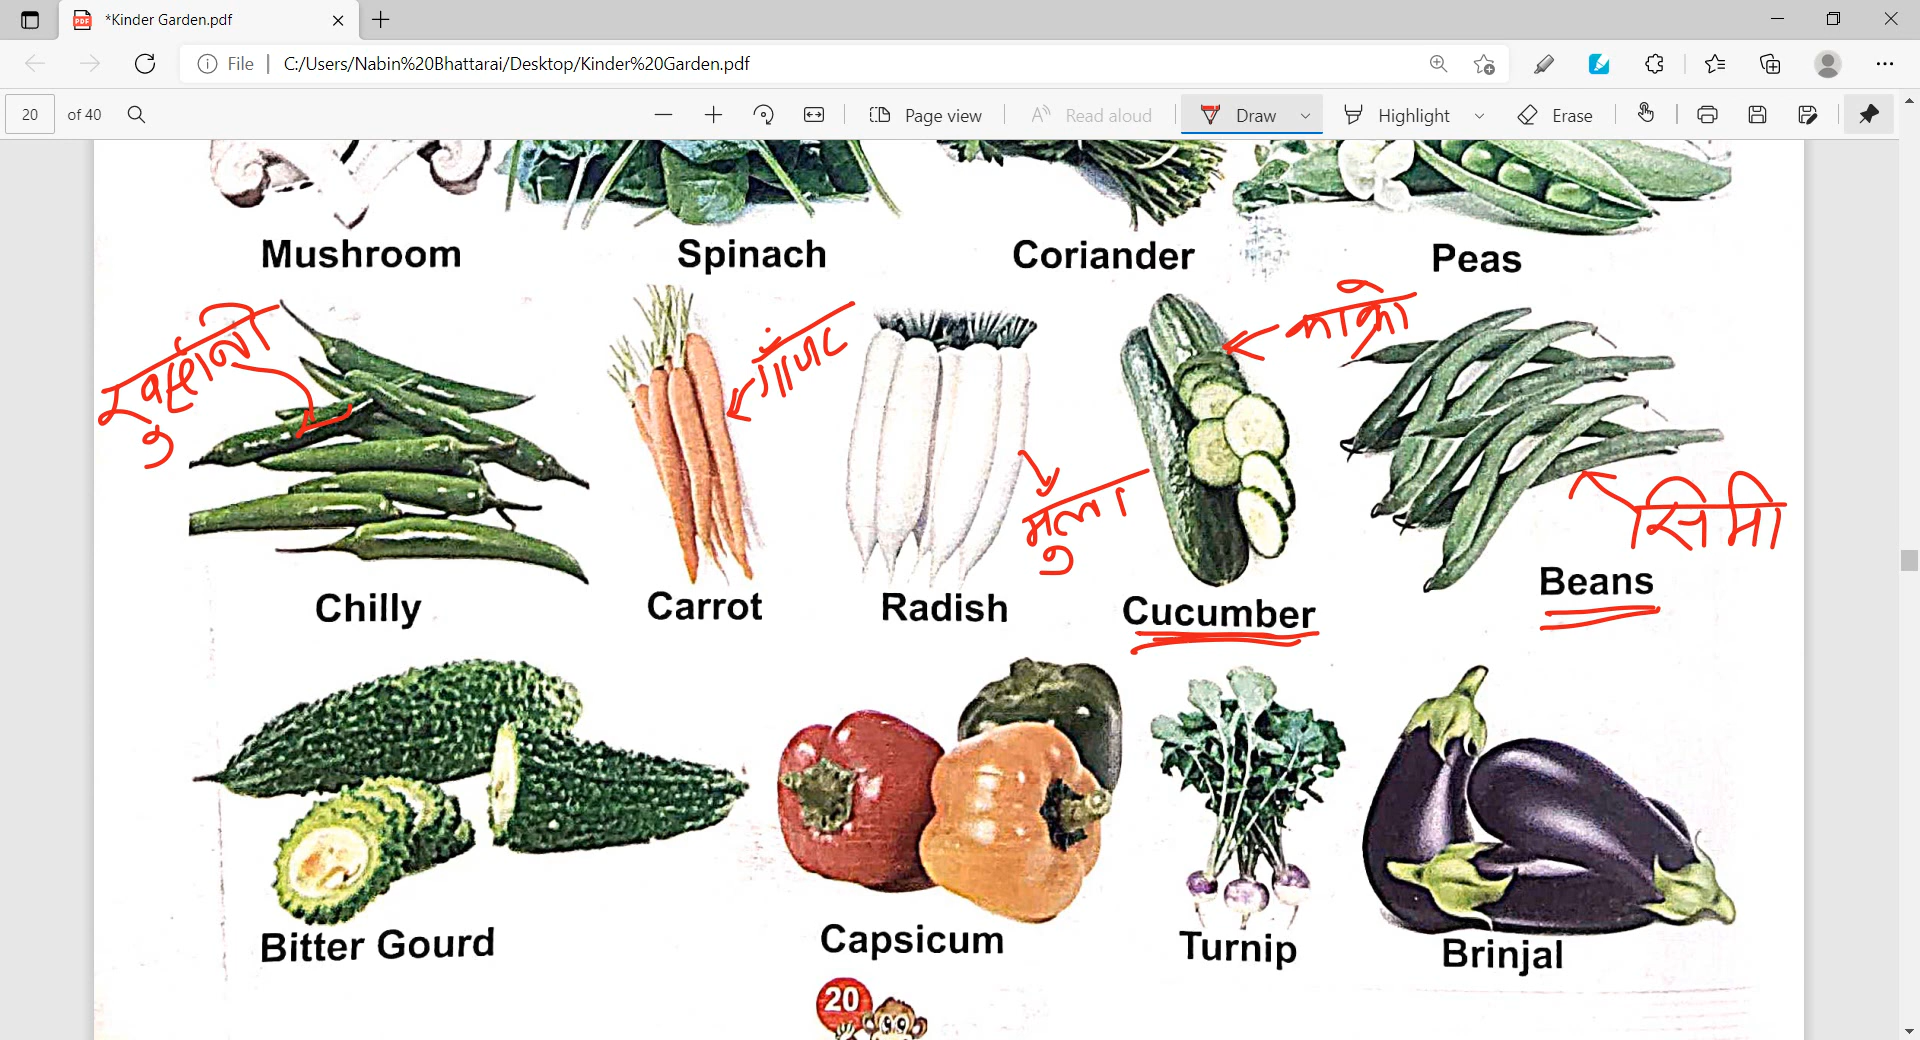 *Kinder Garden.pdf
File
C:/Users/Nabin%20Bhattarai/Desktop/Kinder%20Garden.pdf
20 of 40
Page view
Read aloud
Draw
Highlight
Erase
Mushroom
Spinach
Coriander
Peas
गाँजर
काँक्रो
मुला
सिमि
Chilly
Carrot
Radish
Cucumber
Beans
Bitter Gourd
Capsicum
Turnip
Brinjal
20